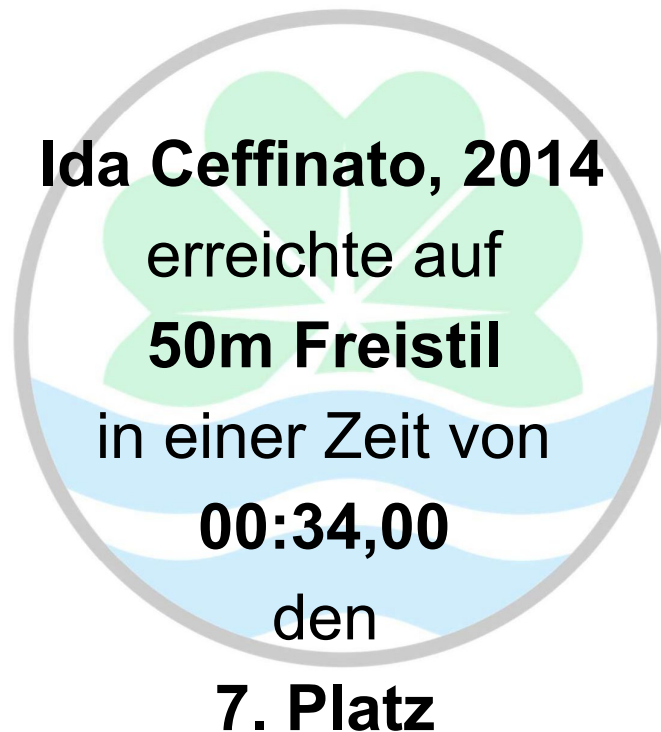 Ida Ceffinato, 2014
erreichte auf
50m Freistil
in einer Zeit von
00:34,00
den
7. Platz